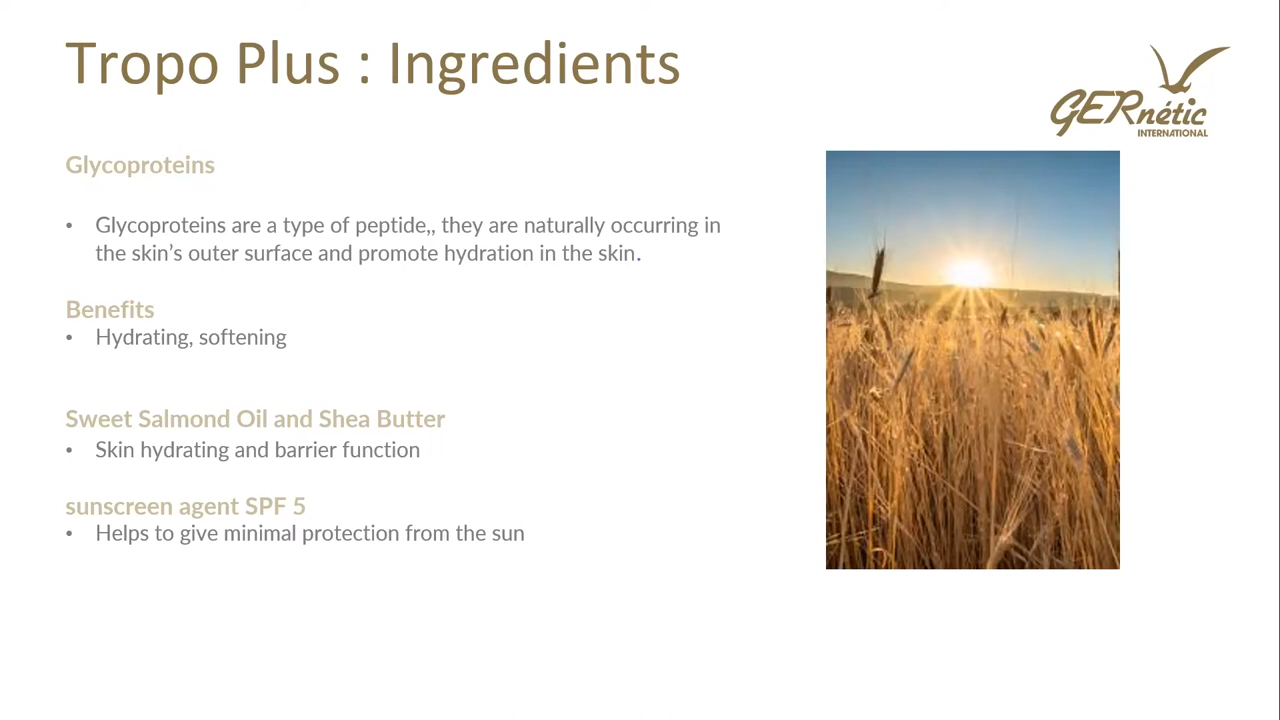 Tropo Plus : Ingredients
GERnétic
INTERNATIONAL
Glycoproteins
• Glycoproteins are a type of peptide,, they are naturally occurring in
the skin’s outer surface and promote hydration in the skin.
Benefits
• Hydrating, softening
Sweet Salmond Oil and Shea Butter
• Skin hydrating and barrier function
sunscreen agent SPF 5
• Helps to give minimal protection from the sun